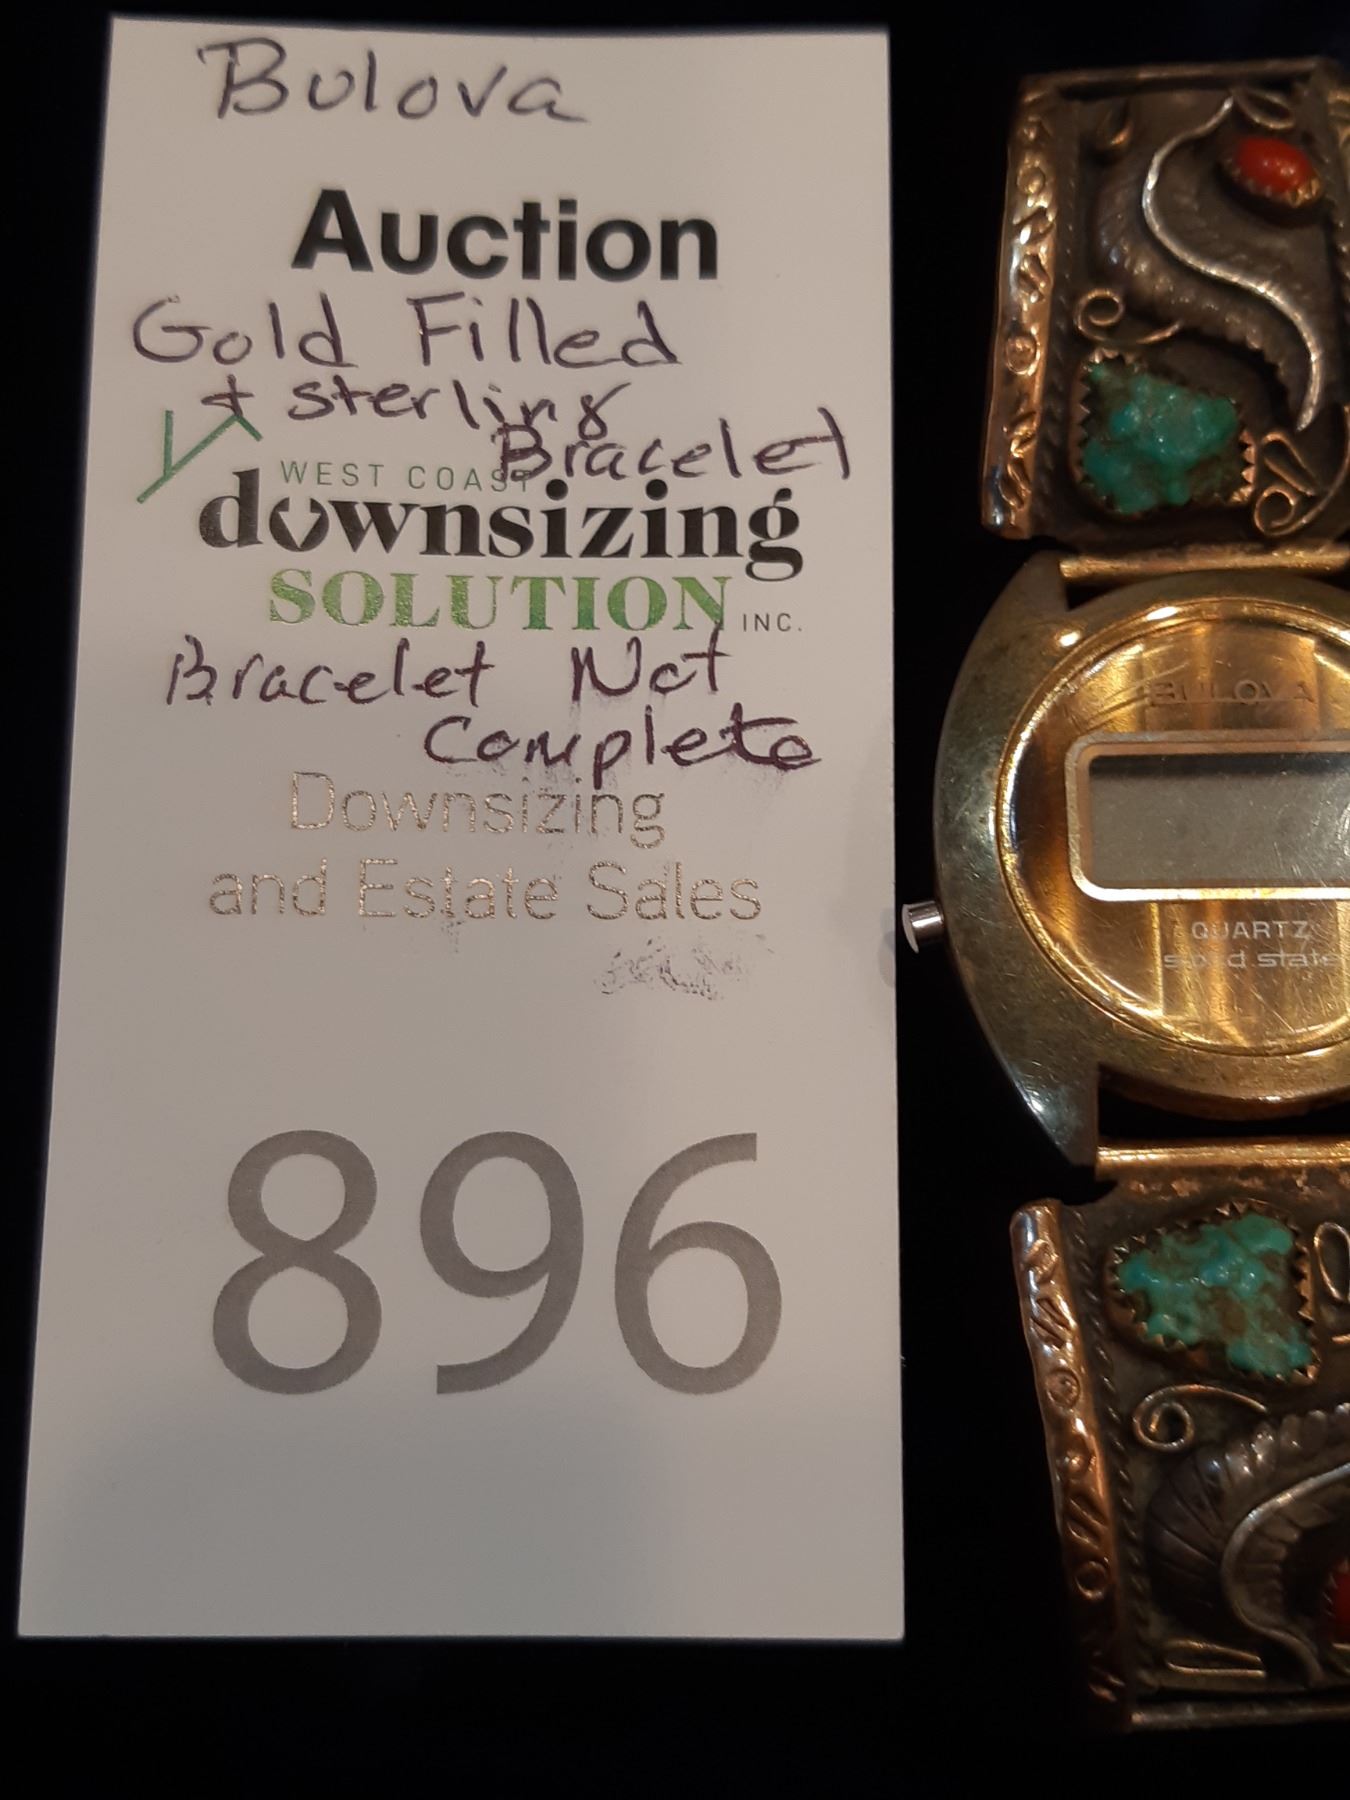 Bulova
Auction
Gold Filled
+ sterling
Bracelet
WEST COAST
downsizing
SOLUTION INC.
Bracelet Not
Complete
Downsizing
and Estate Sales
896
BULOVA
QUARTZ
solid state